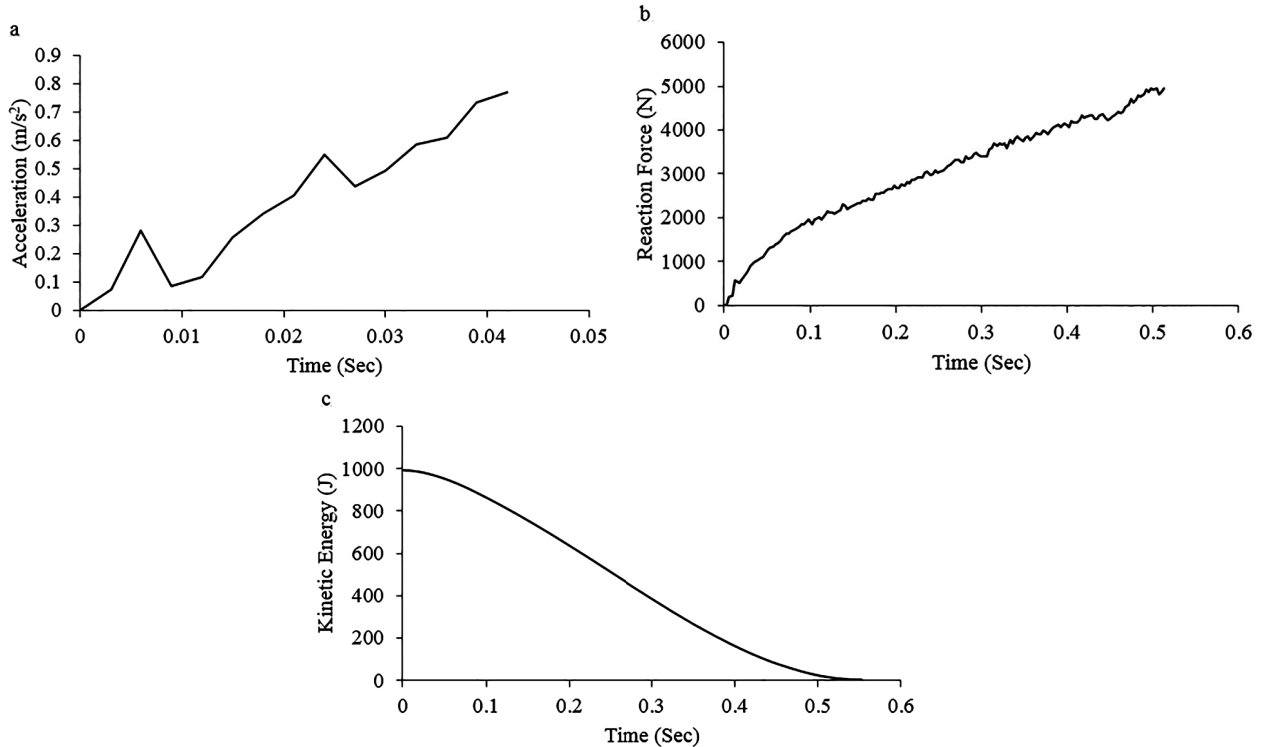 a
Acceleration (m/s²)
0.9
0.8
0.7
0.6
0.5
0.4
0.3
0.2
0.1
0
0 0.01 0.02 0.03 0.04 0.05
Time (Sec)
b
Reaction Force (N)
6000
5000
4000
3000
2000
1000
0
0 0.1 0.2 0.3 0.4 0.5 0.6
Time (Sec)
c
Kinetic Energy (J)
1200
1000
800
600
400
200
0
0 0.1 0.2 0.3 0.4 0.5 0.6
Time (Sec)